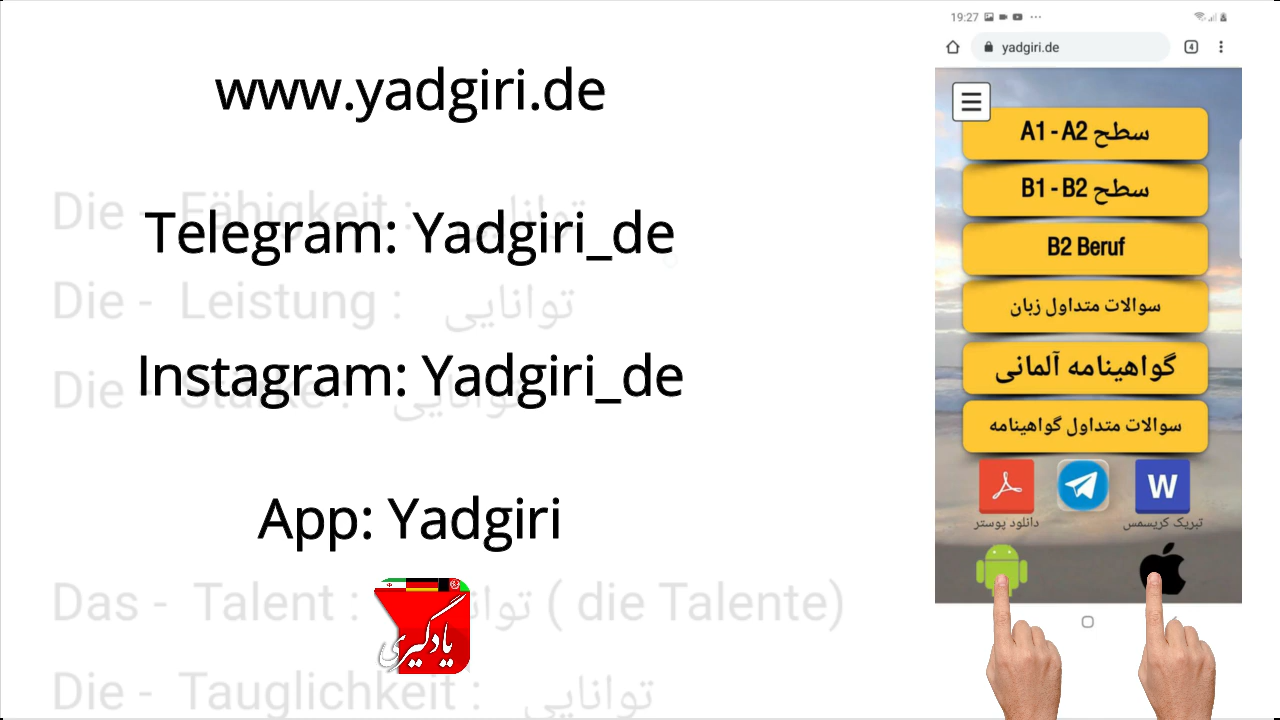 www.yadgiri.de
Die - Fähigkeit : توانایی
Telegram: Yadgiri_de
Die - Leistung : توانایی
Instagram: Yadgiri_de
Die - Stärke : توانایی
App: Yadgiri
Das - Talent : توانایی ( die Talente)
یادگیری
Die - Tauglichkeit : توانایی
19:27
yadgiri.de
4
سطح A1 - A2
سطح B1 - B2
B2 Beruf
سوالات متداول زبان
گواهینامه آلمانی
سوالات متداول گواهینامه
W
دانلود پوستر
تبریک کریسمس